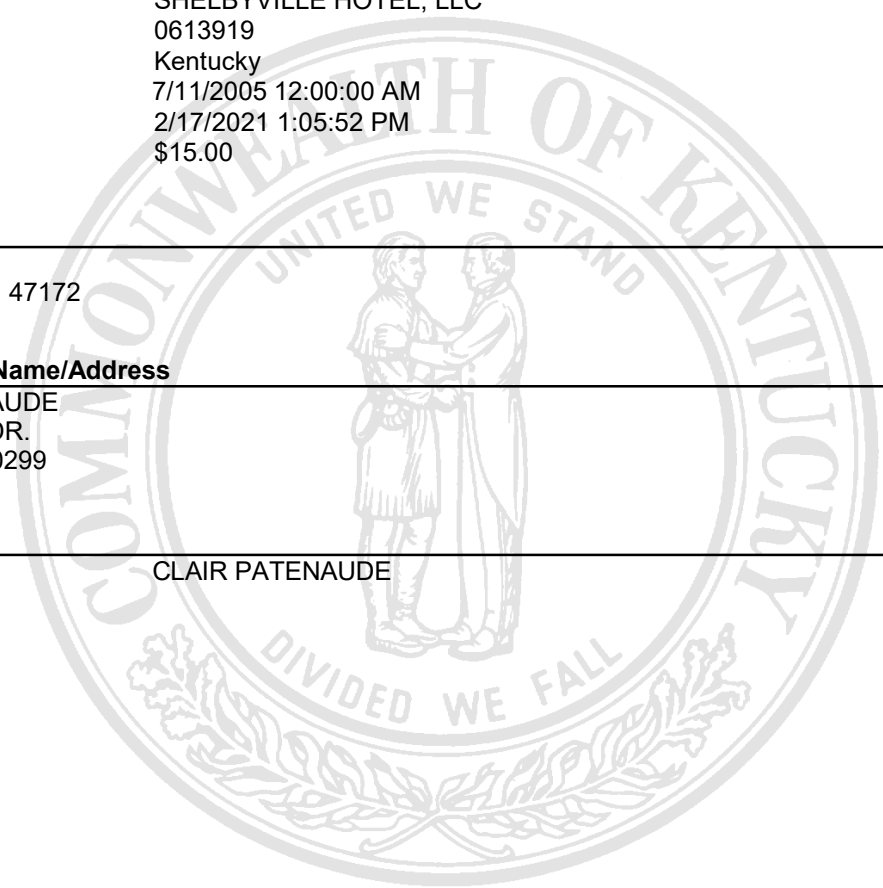 SHELBYVILLE HOTEL, LLC
0613919
Kentucky
7/11/2005 12:00:00 AM
2/17/2021 1:05:52 PM
$15.00
47172
Name/Address
AUDE
DR.
0299
CLAIR PATENAUDE
COMMONWEALTH OF KENTUCKY
UNITED WE STAND
DIVIDED WE FALL